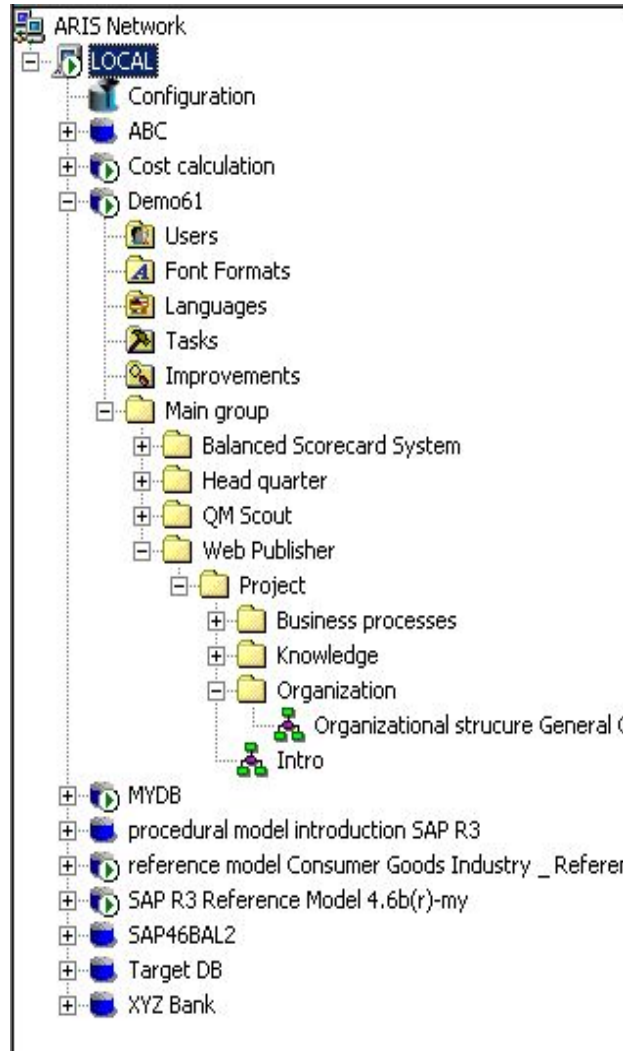 ARIS Network
LOCAL
Configuration
ABC
Cost calculation
Demo61
Users
Font Formats
Languages
Tasks
Improvements
Main group
Balanced Scorecard System
Head quarter
QM Scout
Web Publisher
Project
Business processes
Knowledge
Organization
Organizational strucure General
Intro
MYDB
procedural model introduction SAP R3
reference model Consumer Goods Industry _ Referen
SAP R3 Reference Model 4.6b(r)-my
SAP46BAL2
Target DB
XYZ Bank